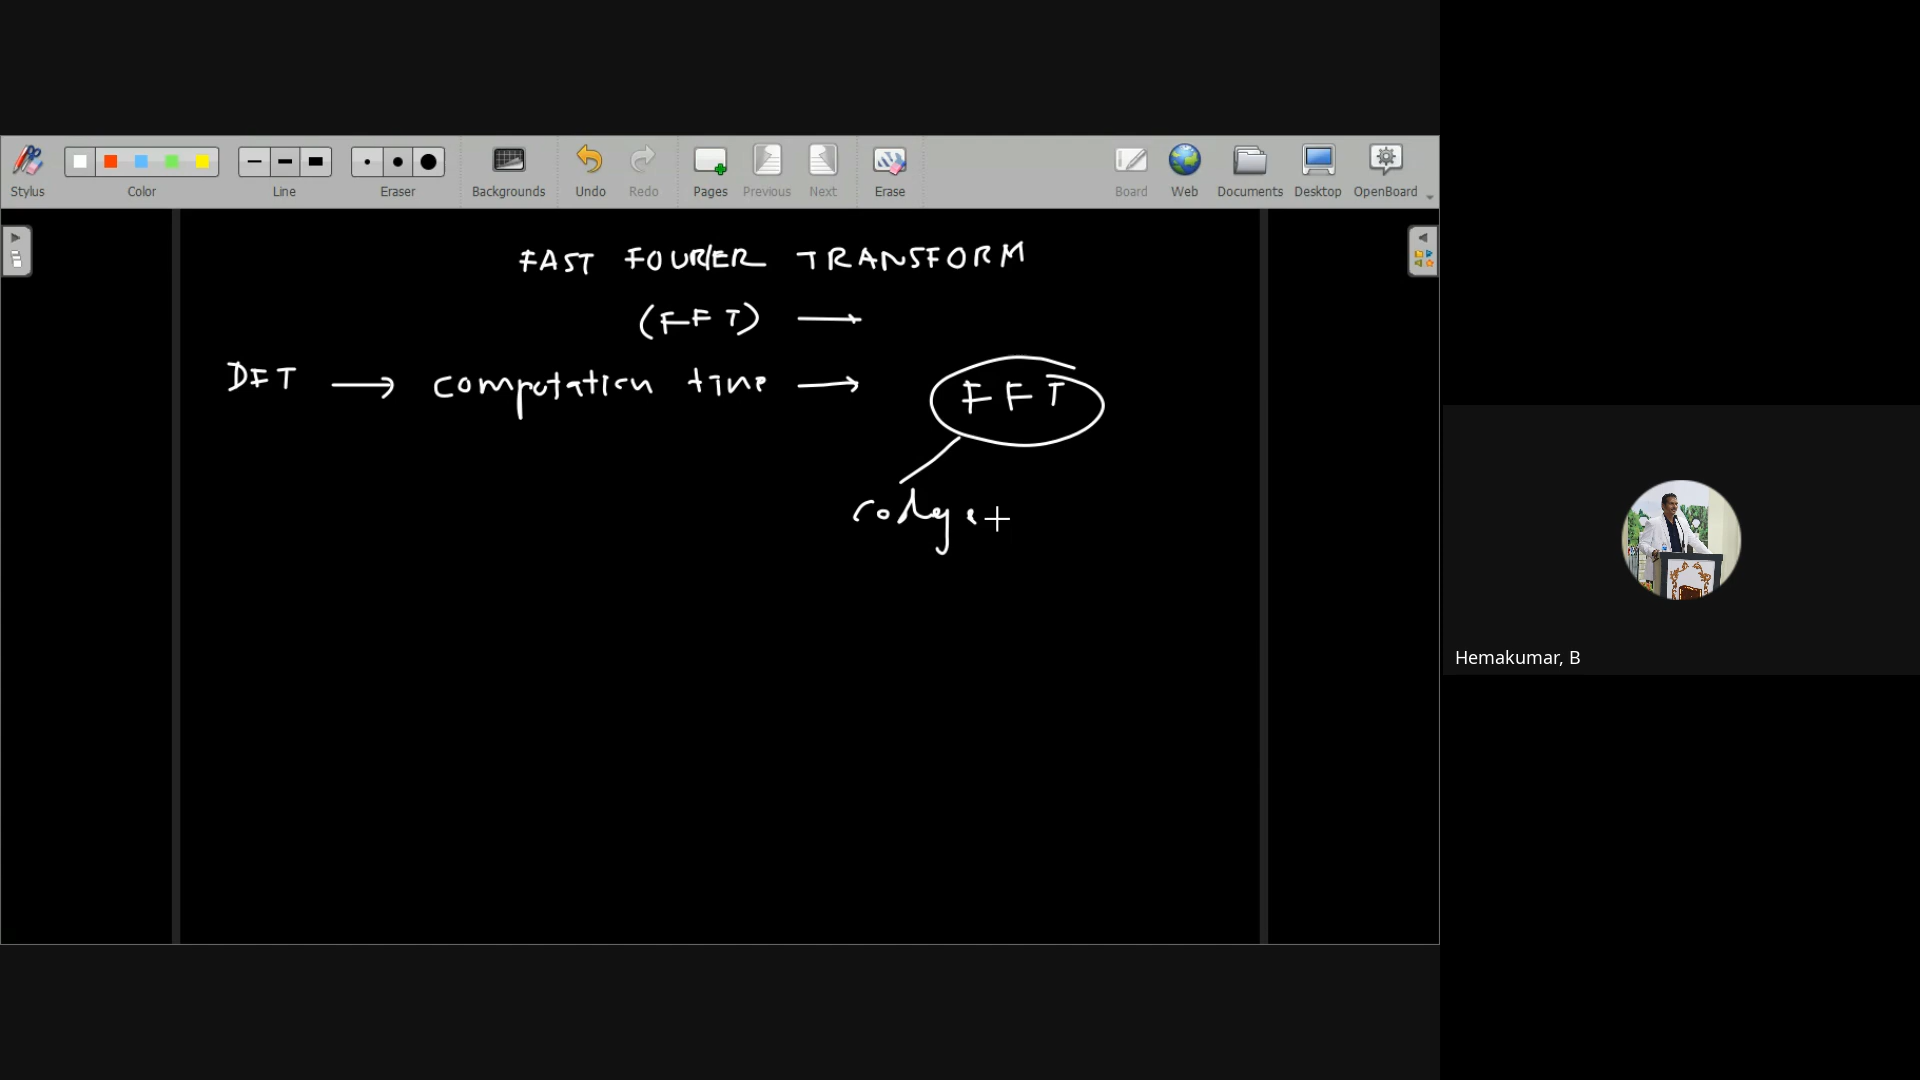 Stylus Color Line Eraser Backgrounds Undo Redo Pages Previous Next Erase Board Web Documents Desktop OpenBoard
FAST FOURIER TRANSFORM
(FFT) →
DFT → computation time → FFT
Hemakumar, B